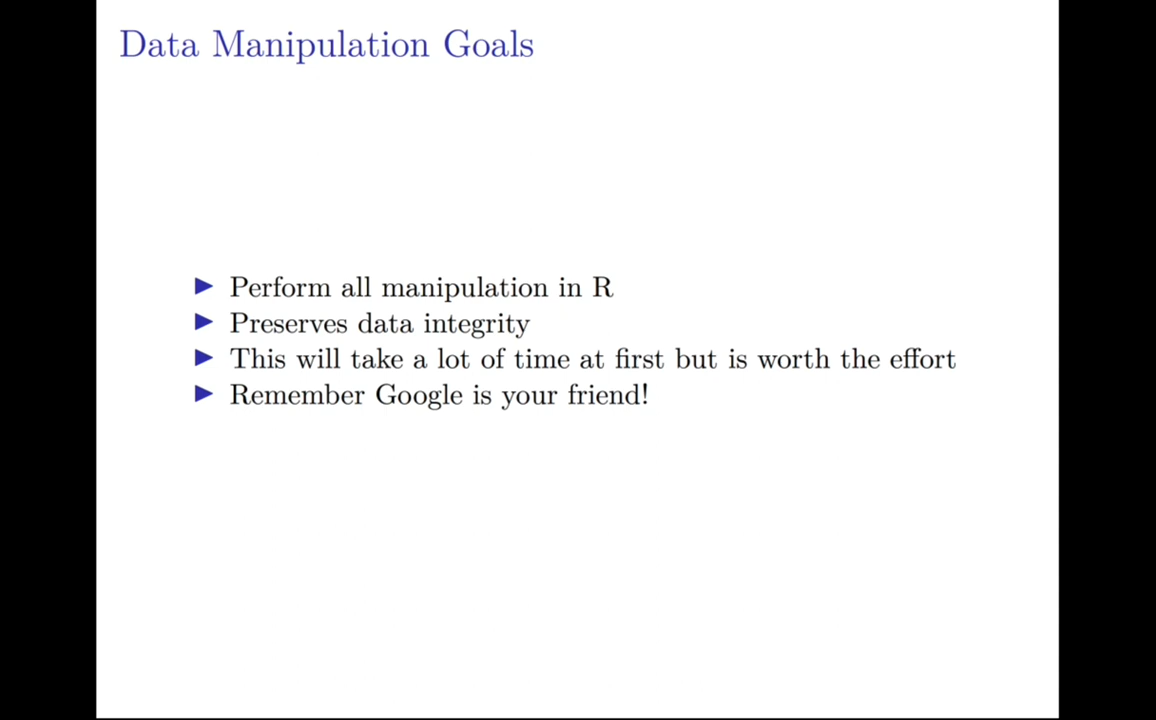 Data Manipulation Goals
▶ Perform all manipulation in R
▶ Preserves data integrity
▶ This will take a lot of time at first but is worth the effort
▶ Remember Google is your friend!